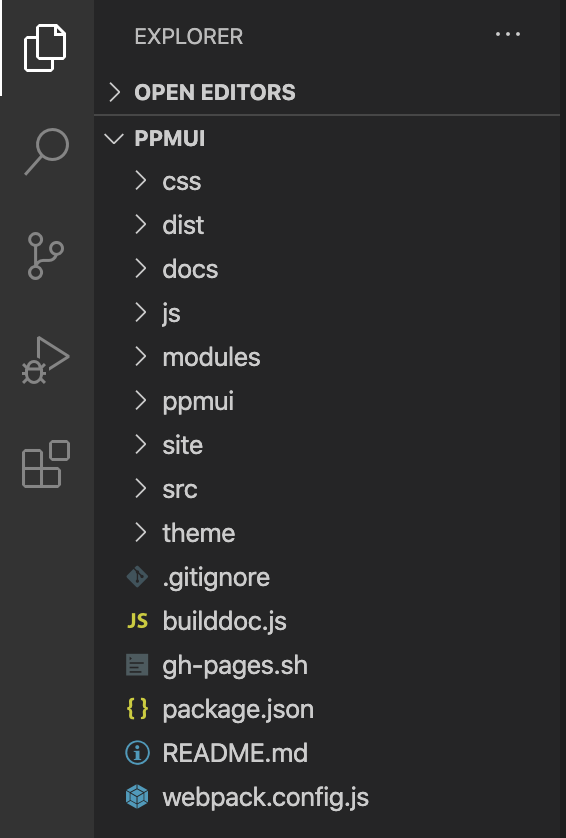 EXPLORER
OPEN EDITORS
PPMUI
css
dist
docs
js
modules
ppmui
site
src
theme
.gitignore
JS builddoc.js
gh-pages.sh
{} package.json
README.md
webpack.config.js